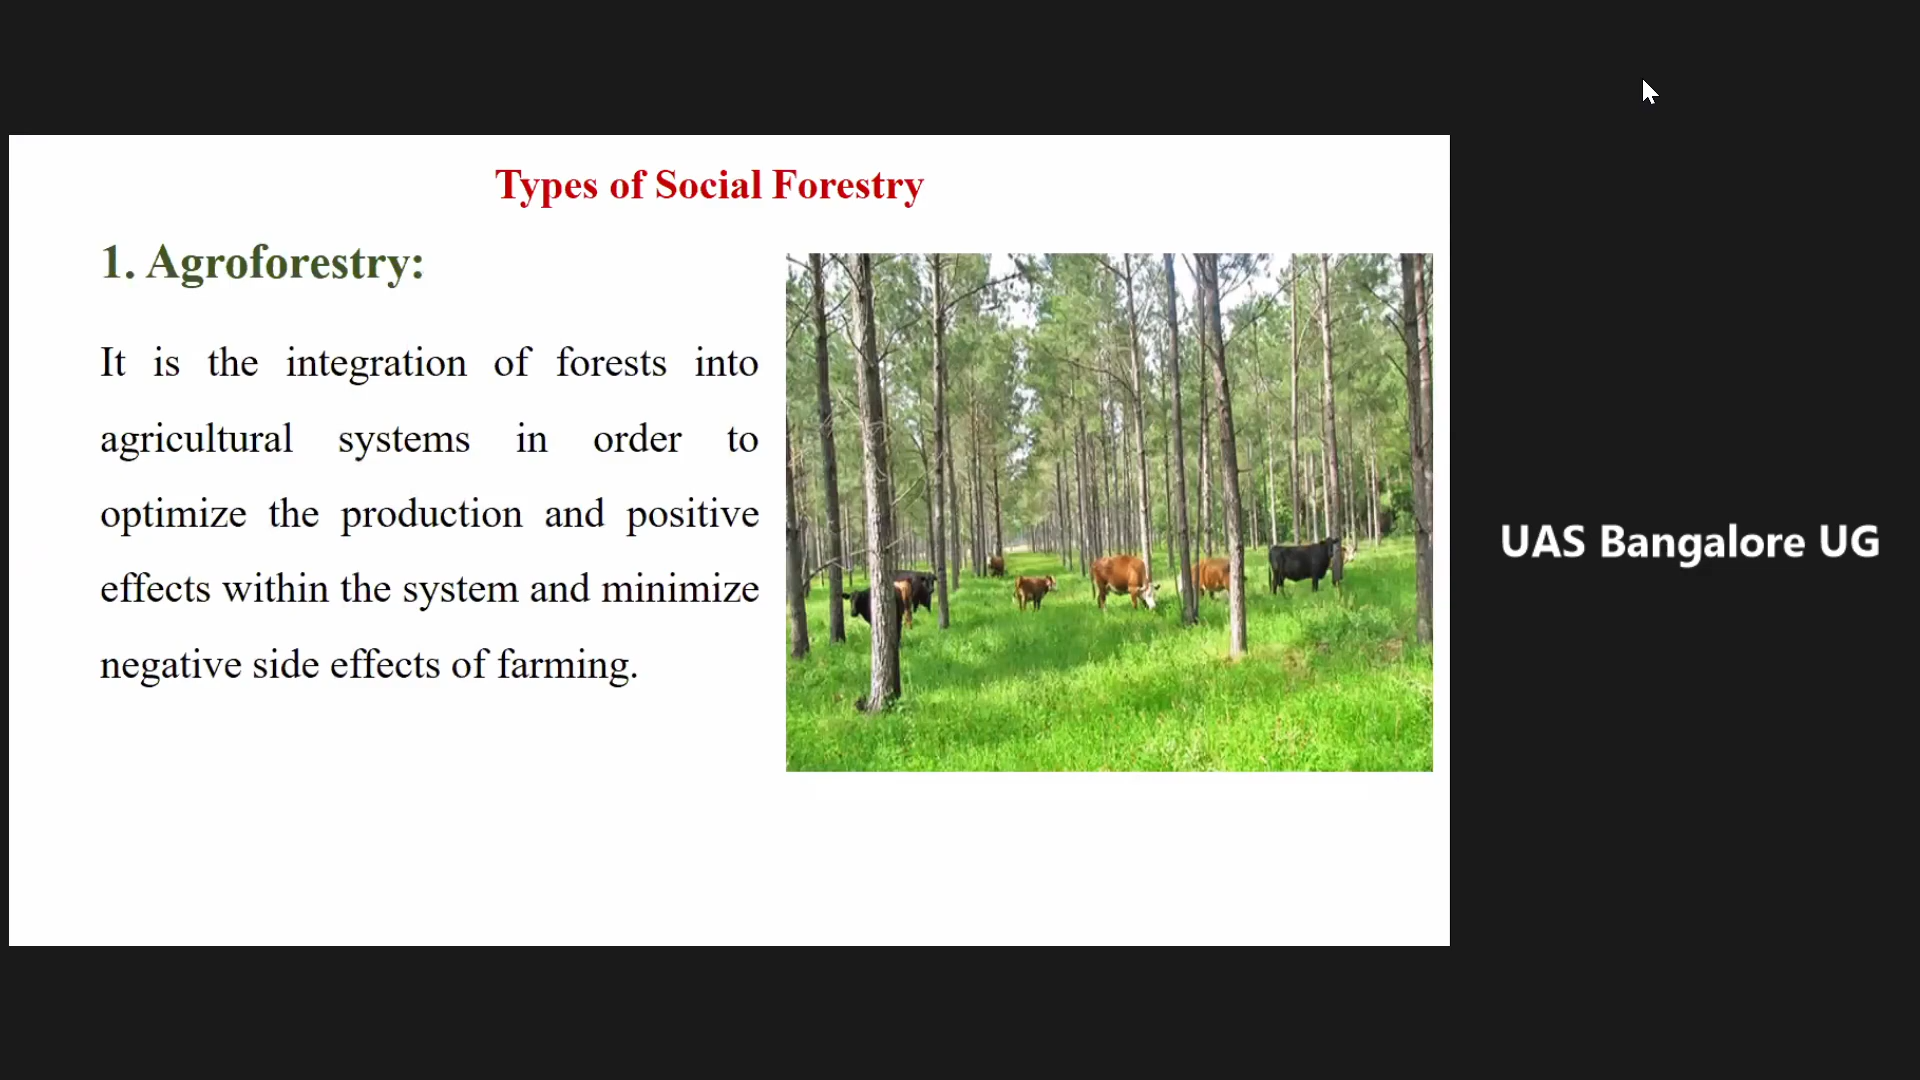 Types of Social Forestry
1. Agroforestry:
It is the integration of forests into
agricultural systems in order to
optimize the production and positive
effects within the system and minimize
negative side effects of farming.
UAS Bangalore UG